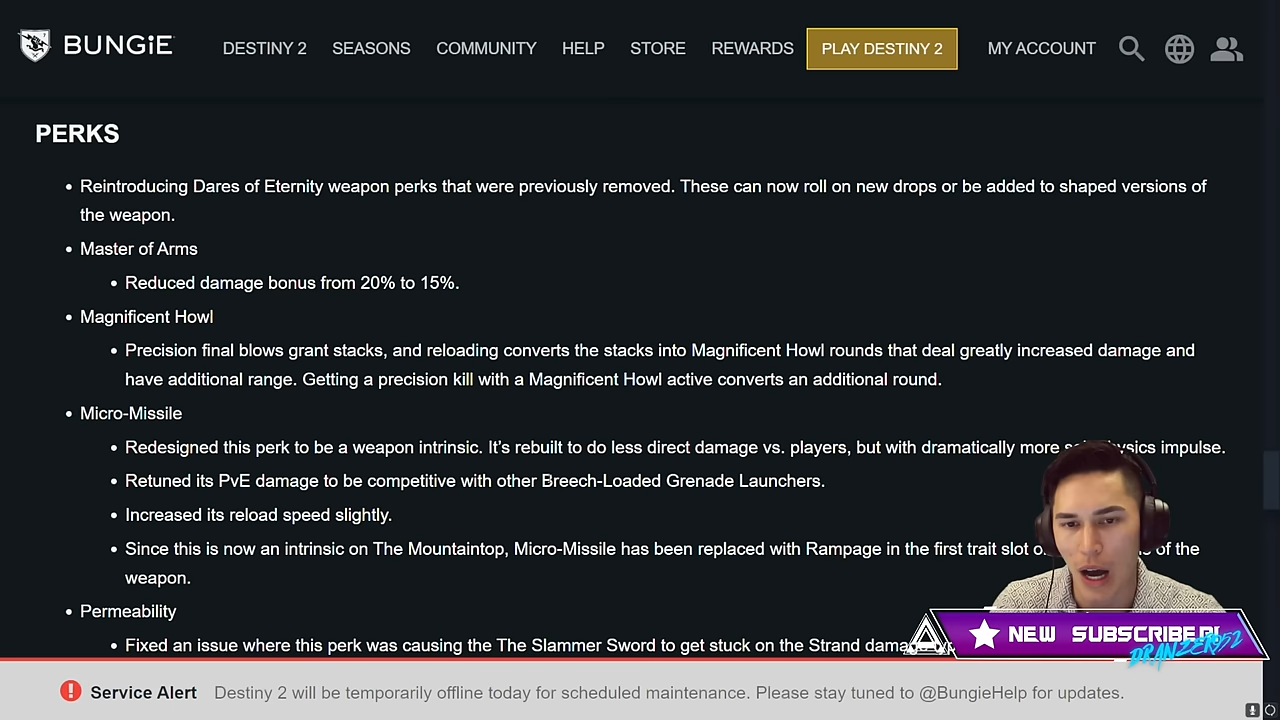 BUNGiE DESTINY 2 SEASONS COMMUNITY HELP STORE REWARDS PLAY DESTINY 2 MY ACCOUNT
PERKS
• Reintroducing Dares of Eternity weapon perks that were previously removed. These can now roll on new drops or be added to shaped versions of
the weapon.
• Master of Arms
• Reduced damage bonus from 20% to 15%.
• Magnificent Howl
• Precision final blows grant stacks, and reloading converts the stacks into Magnificent Howl rounds that deal greatly increased damage and
have additional range. Getting a precision kill with a Magnificent Howl active converts an additional round.
• Micro-Missile
• Redesigned this perk to be a weapon intrinsic. It's rebuilt to do less direct damage vs. players, but with dramatically more impulse.
• Retuned its PvE damage to be competitive with other Breech-Loaded Grenade Launchers.
• Increased its reload speed slightly.
• Since this is now an intrinsic on The Mountaintop, Micro-Missile has been replaced with Rampage in the first trait slot of the
weapon.
• Permeability
• Fixed an issue where this perk was causing the The Slammer Sword to get stuck on the Strand
NEW SUBSCRIBER!
DRANZER952
Service Alert Destiny 2 will be temporarily offline today for scheduled maintenance. Please stay tuned to @BungieHelp for updates.